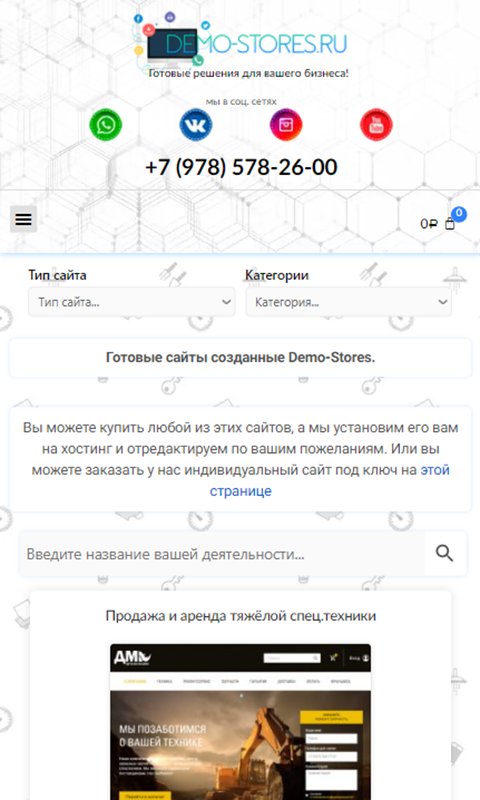 DEMO-STORES.RU
Готовые решения для вашего бизнеса!
мы в соц. сетях
+7 (978) 578-26-00
0₽ 0
Тип сайта Категории
Тип сайта... Категория...
Готовые сайты созданные Demo-Stores.
Вы можете купить любой из этих сайтов, а мы установим его вам
на хостинг и отредактируем по вашим пожеланиям. Или вы
можете заказать у нас индивидуальный сайт под ключ на этой
странице
Введите название вашей деятельности...
Продажа и аренда тяжёлой спец.техники
ДМ
МЫ ПОЗАБОТИМСЯ
О ВАШЕЙ ТЕХНИКЕ